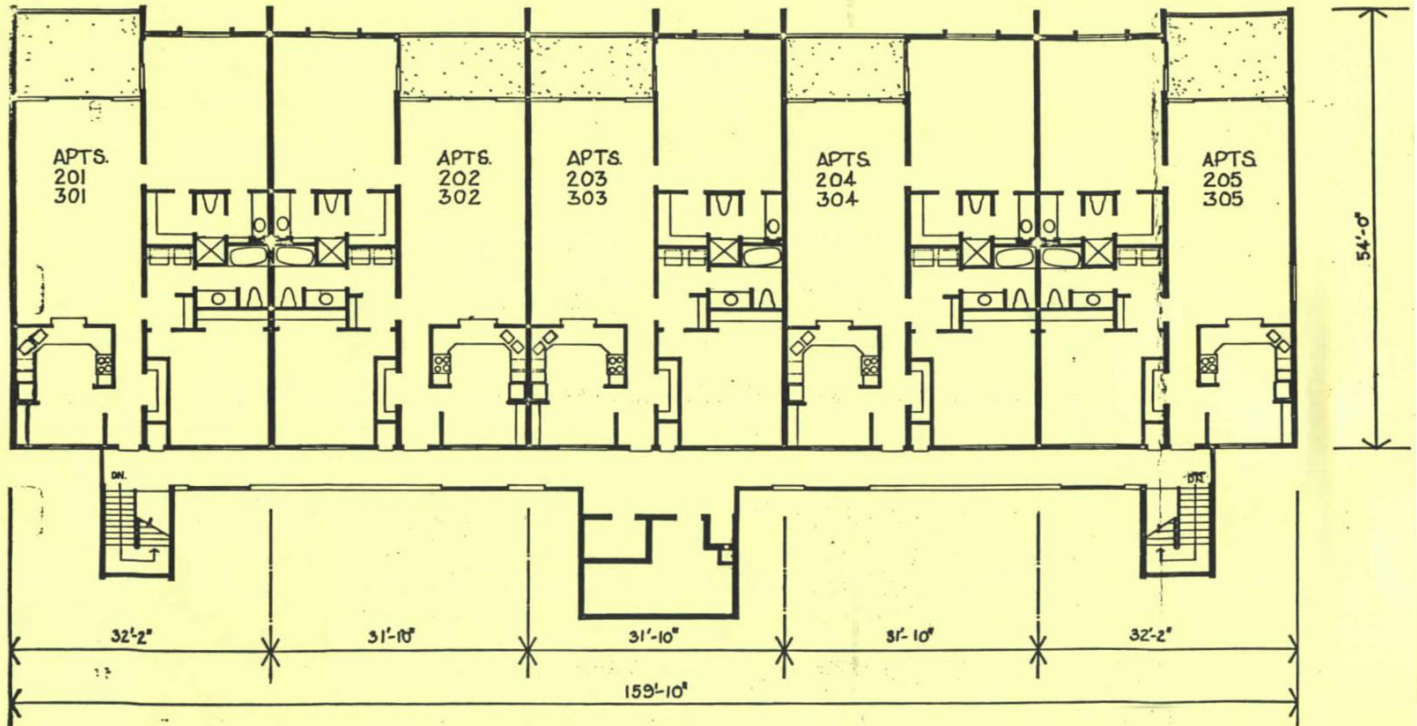 APTS.
201
301
APTS.
202
302
APTS.
203
303
APTS
204
304
APTS.
205
305
54'-0"
DN.
DN
32'-2"
31'-10"
31'-10"
31'-10"
32'-2"
159'-10"